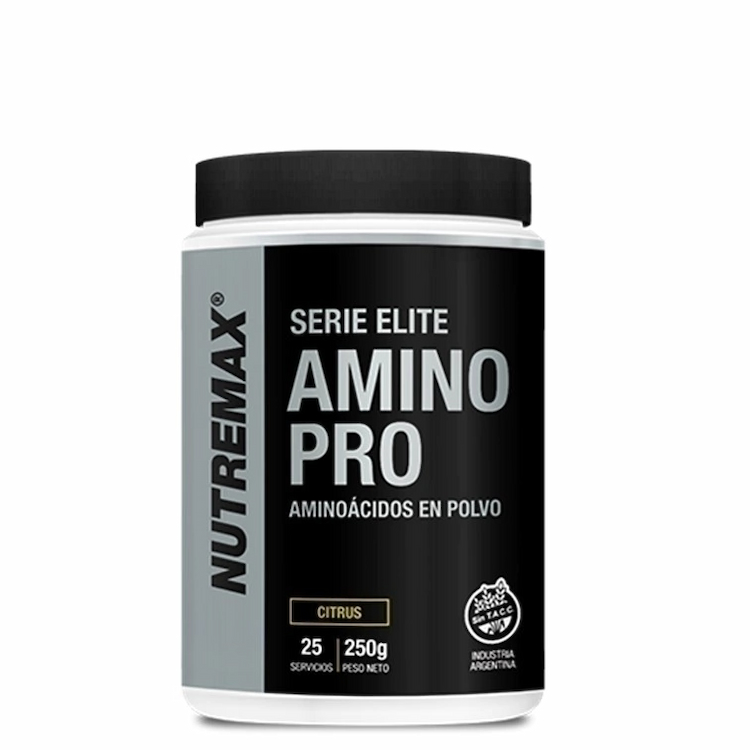 NUTREMAX®
SERIE ELITE
AMINO
PRO
AMINOÁCIDOS EN POLVO
CITRUS
25
SERVICIOS
250g
PESO NETO
Sin T.A.C.C.
INDUSTRIA
ARGENTINA